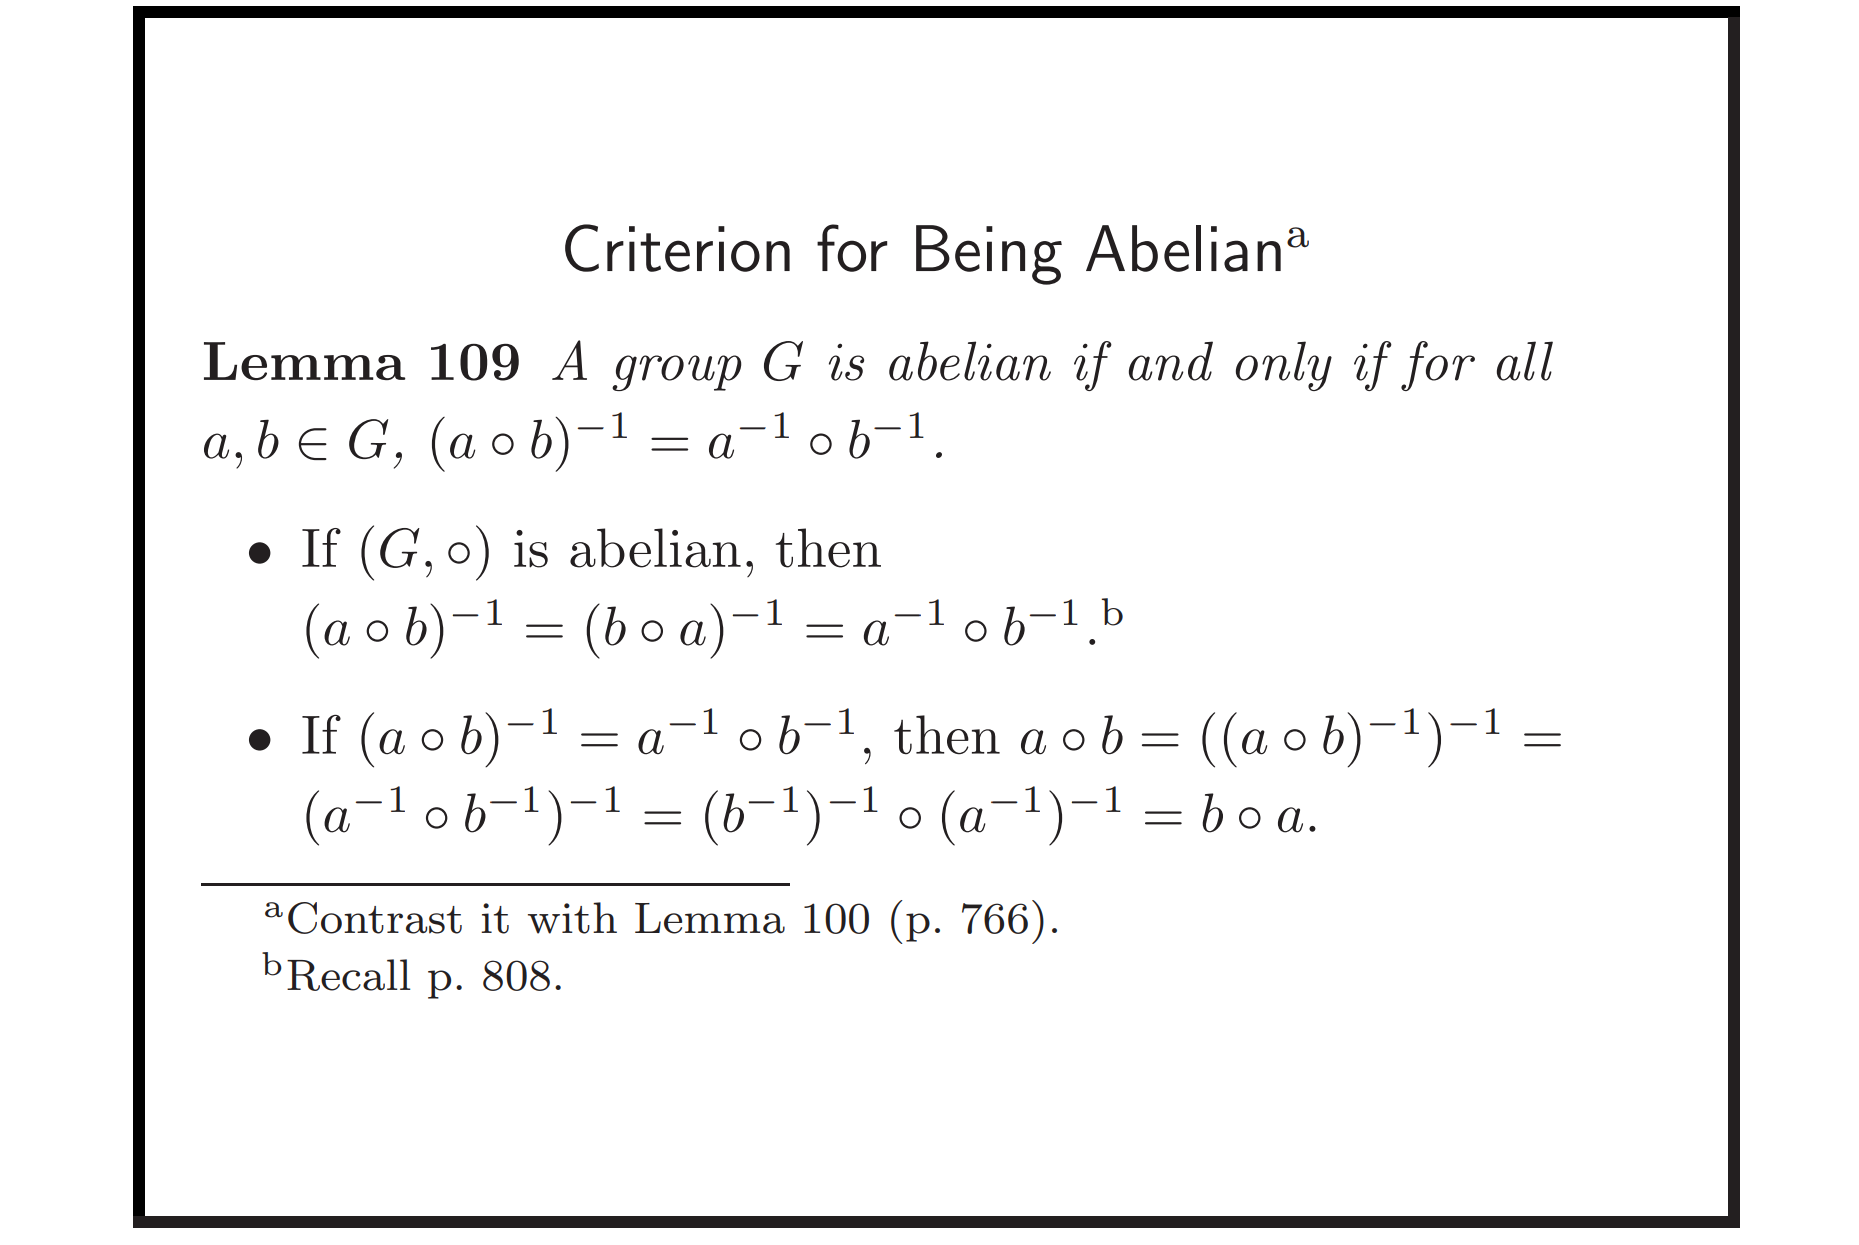 Criterion for Being Abelianᵃ
Lemma 109 A group G is abelian if and only if for all
a, b ∈ G, (a ∘ b)⁻¹ = a⁻¹ ∘ b⁻¹.
• If (G, ∘) is abelian, then
(a ∘ b)⁻¹ = (b ∘ a)⁻¹ = a⁻¹ ∘ b⁻¹.ᵇ
• If (a ∘ b)⁻¹ = a⁻¹ ∘ b⁻¹, then a ∘ b = ((a ∘ b)⁻¹)⁻¹ =
(a⁻¹ ∘ b⁻¹)⁻¹ = (b⁻¹)⁻¹ ∘ (a⁻¹)⁻¹ = b ∘ a.
ᵃContrast it with Lemma 100 (p. 766).
ᵇRecall p. 808.